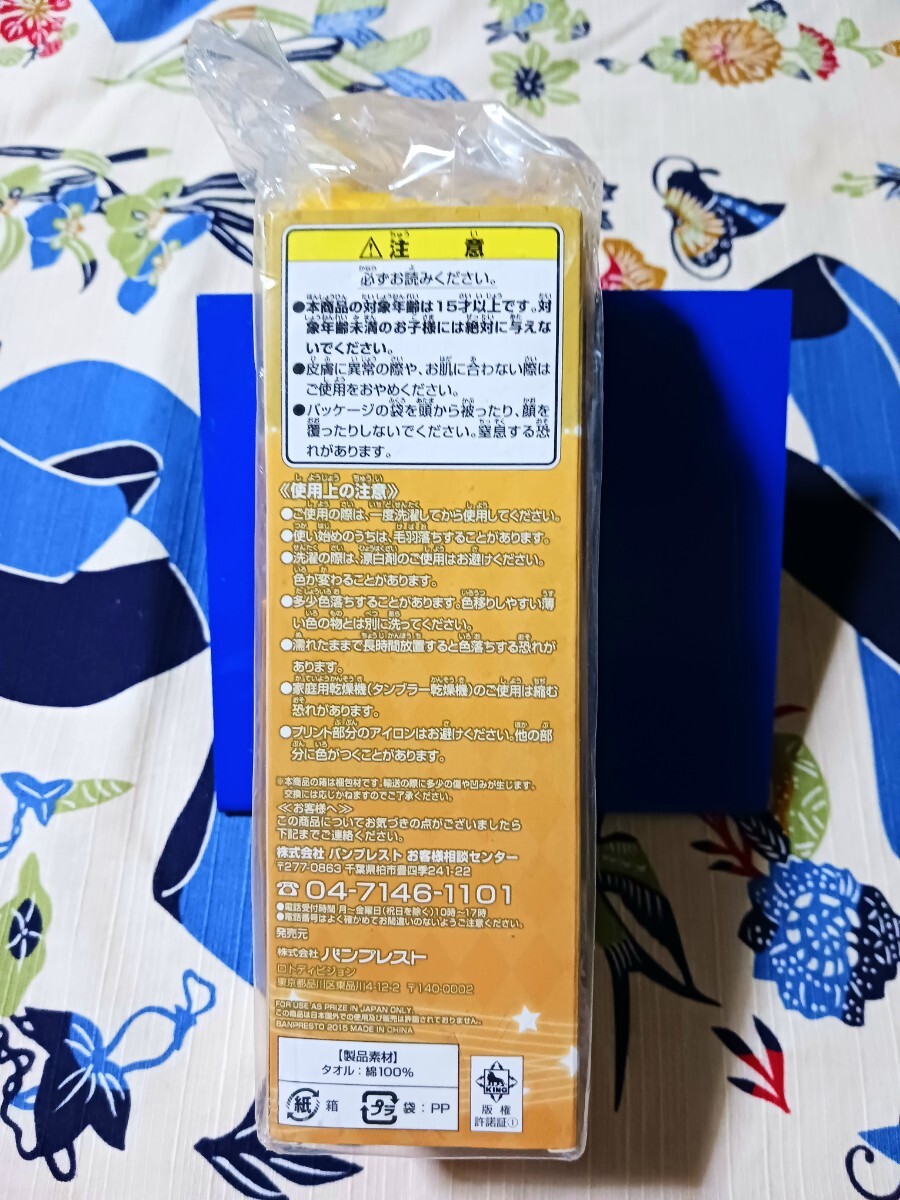 ⚠注意
必ずお読みください。
●本商品の対象年齢は15才以上です。対
象年齢未満のお子様には絶対に与えな
いでください。
●皮膚に異常の際や、お肌に合わない際は
ご使用をおやめください。
●パッケージの袋を頭から被ったり、顔を
覆ったりしないでください。窒息する恐
れがあります。
《使用上の注意》
●ご使用の際は、一度洗濯してから使用してください。
●使い始めのうちは、毛羽落ちすることがあります。
●洗濯の際は、漂白剤のご使用はお避けください。
色が変わることがあります。
●多少色落ちすることがあります。色移りしやすい薄
い色の物とは別に洗ってください。
●濡れたままで長時間放置すると色落ちする恐れが
あります。
●家庭用乾燥機(タンブラー乾燥機)のご使用は縮む
恐れがあります。
●プリント部分のアイロンはお避けください。他の部
分に色がつくことがあります。
※本商品の箱は梱包材です。輸送の際に多少の傷や凹みが生じます。
交換には応じかねますのでご了承ください。
≪お客様へ≫
この商品についてお気づきの点がございましたら
下記までご連絡ください。
株式会社 バンプレスト お客様相談センター
〒277-0863 千葉県柏市豊四季241-22
☎04-7146-1101
●電話受付時間 月～金曜日(祝日を除く)10時～17時
●電話番号はよく確かめてお間違いのないようご注意ください。
発売元
株式会社 バンプレスト
ロトディビジョン
東京都品川区東品川4-12-2 〒140-0002
FOR USE AS PRIZE IN JAPAN ONLY.
この商品は日本国外での使用及び販売は許諾されておりません。
BANPRESTO 2015 MADE IN CHINA
【製品素材】
タオル:綿100%
紙 箱 プラ 袋:PP
KING
版権
許諾証①